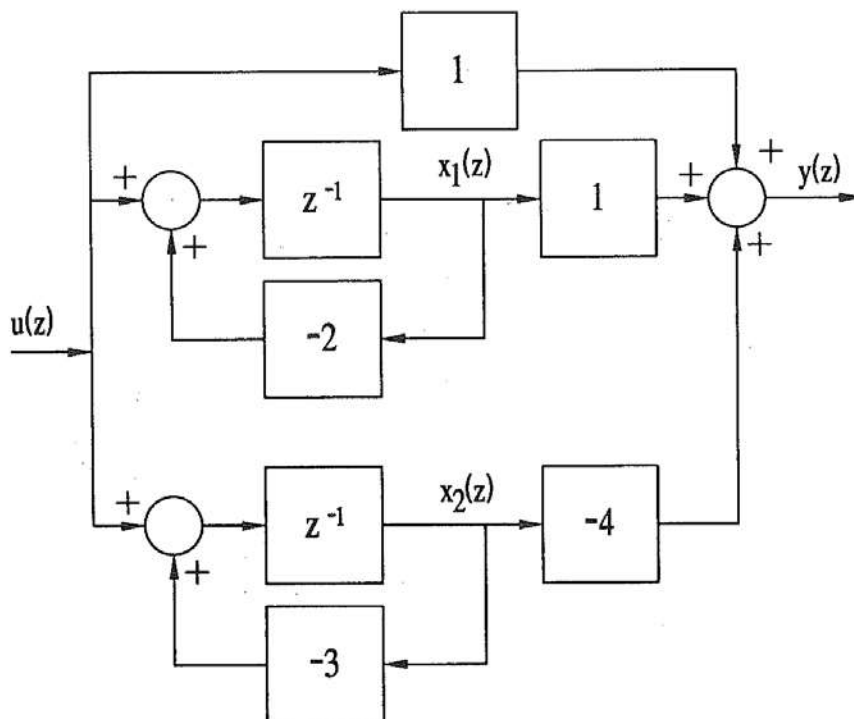 1
+
+
z⁻¹
x₁(z)
1
+
+
y(z)
+
-2
u(z)
+
+
z⁻¹
x₂(z)
-4
-3